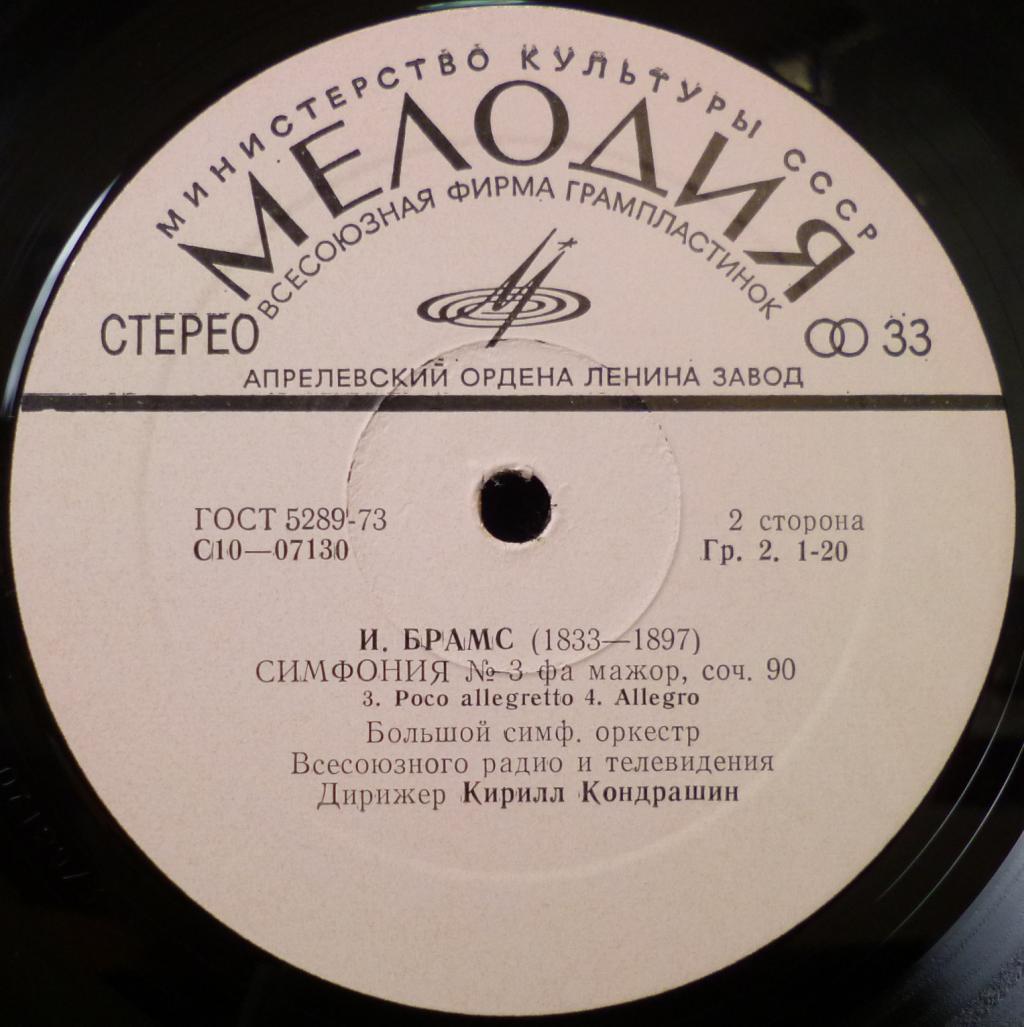 МИНИСТЕРСТВО КУЛЬТУРЫ СССР
МЕЛОДИЯ
ВСЕСОЮЗНАЯ ФИРМА ГРАМПЛАСТИНОК
СТЕРЕО
33
АПРЕЛЕВСКИЙ ОРДЕНА ЛЕНИНА ЗАВОД
ГОСТ 5289-73
2 сторона
С10—07130
Гр. 2. 1-20
И. БРАМС (1833—1897)
СИМФОНИЯ № 3 фа мажор, соч. 90
3. Poco allegretto 4. Allegro
Большой симф. оркестр
Всесоюзного радио и телевидения
Дирижер Кирилл Кондрашин